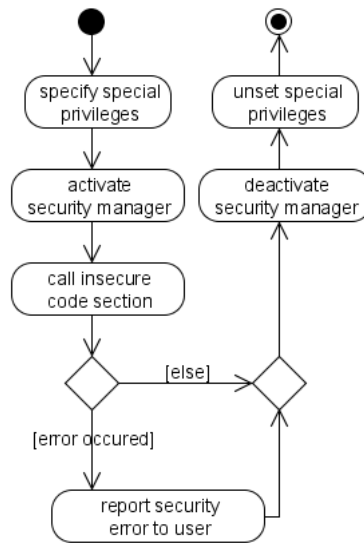 specify special
privileges
activate
security manager
call insecure
code section
[else]
[error occured]
report security
error to user
deactivate
security manager
unset special
privileges